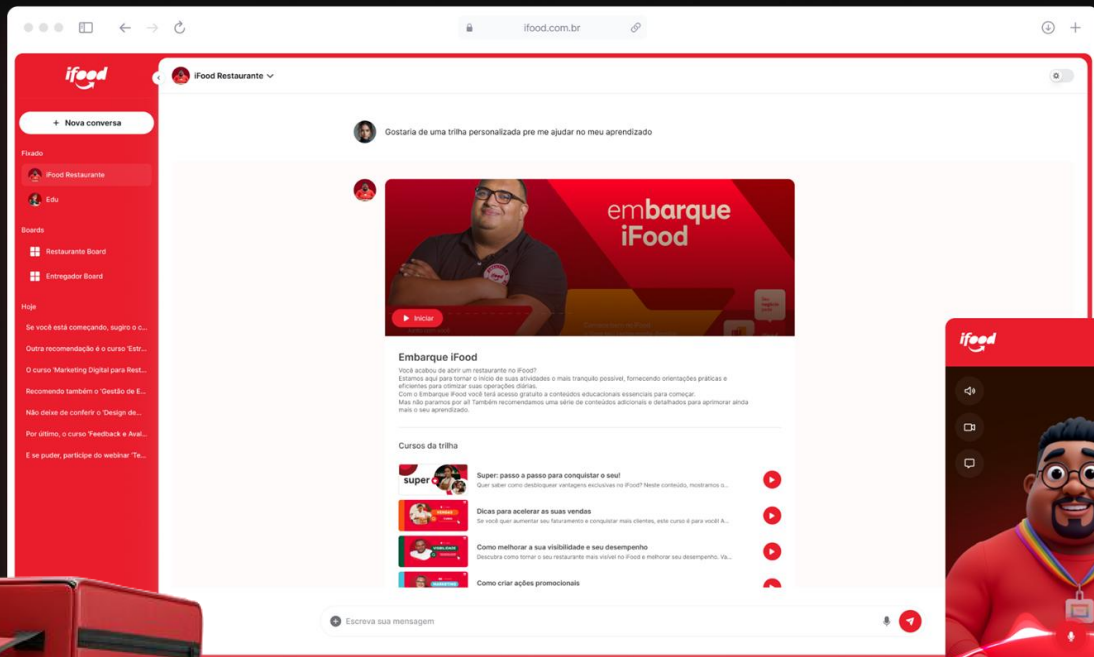 ifood.com.br
ifood
iFood Restaurante
+ Nova conversa
Fixado
iFood Restaurante
Edu
Boards
Restaurante Board
Entregador Board
Hoje
Se você está começando, sugiro o c...
Outra recomendação é o curso 'Estr...
O curso 'Marketing Digital para Rest...
Recomendo também o 'Gestão de E...
Não deixe de conferir o 'Design de...
Por último, o curso 'Feedback e Aval...
E se puder, participe do webinar 'Te...
Gostaria de uma trilha personalizada pre me ajudar no meu aprendizado
embarque
iFood
Iniciar
Embarque iFood
Você acabou de abrir um restaurante no iFood?
Estamos aqui para tornar o início de suas atividades o mais tranquilo possível, fornecendo orientações práticas e
eficientes para otimizar suas operações diárias.
Com o Embarque iFood você terá acesso gratuito a conteúdos educacionais essenciais para começar.
Mas não paramos por aí! Também recomendamos uma série de conteúdos adicionais e detalhados para aprimorar ainda
mais o seu aprendizado.
Cursos da trilha
super
Super: passo a passo para conquistar o seu!
Quer saber como desbloquear vantagens exclusivas no iFood? Neste conteúdo, mostramos o...
VENDAS
Dicas para acelerar as suas vendas
Se você quer aumentar seu faturamento e conquistar mais clientes, este curso é para você! A...
VISIBILIDADE
Como melhorar a sua visibilidade e seu desempenho
Descubra como tornar o seu restaurante mais visível no iFood e melhorar seu desempenho. Va...
MARKETING
Como criar ações promocionais
Escreva sua mensagem
ifood